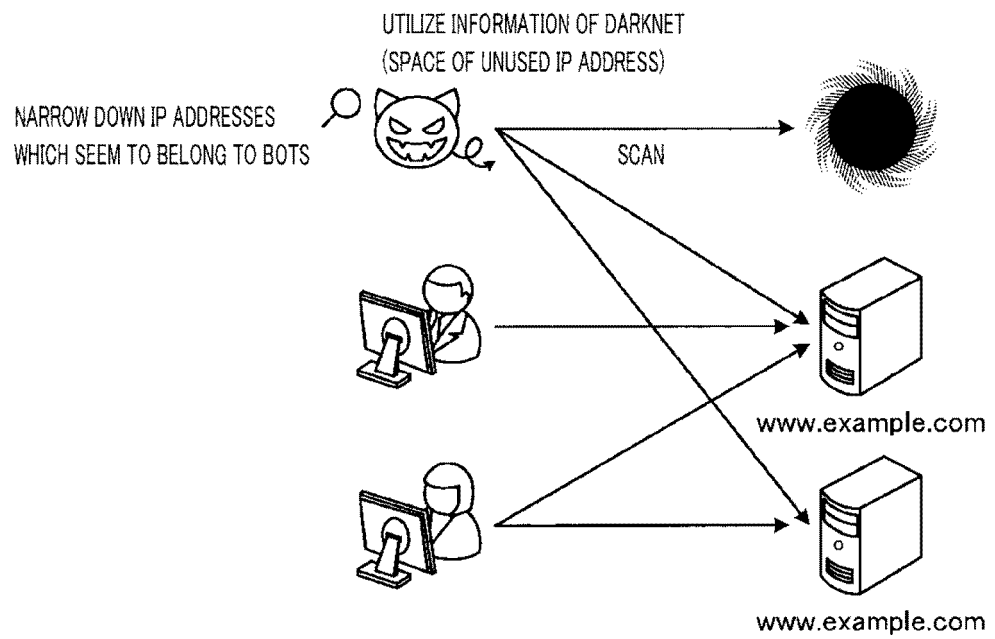 UTILIZE INFORMATION OF DARKNET
(SPACE OF UNUSED IP ADDRESS)
NARROW DOWN IP ADDRESSES
WHICH SEEM TO BELONG TO BOTS
SCAN
www.example.com
www.example.com